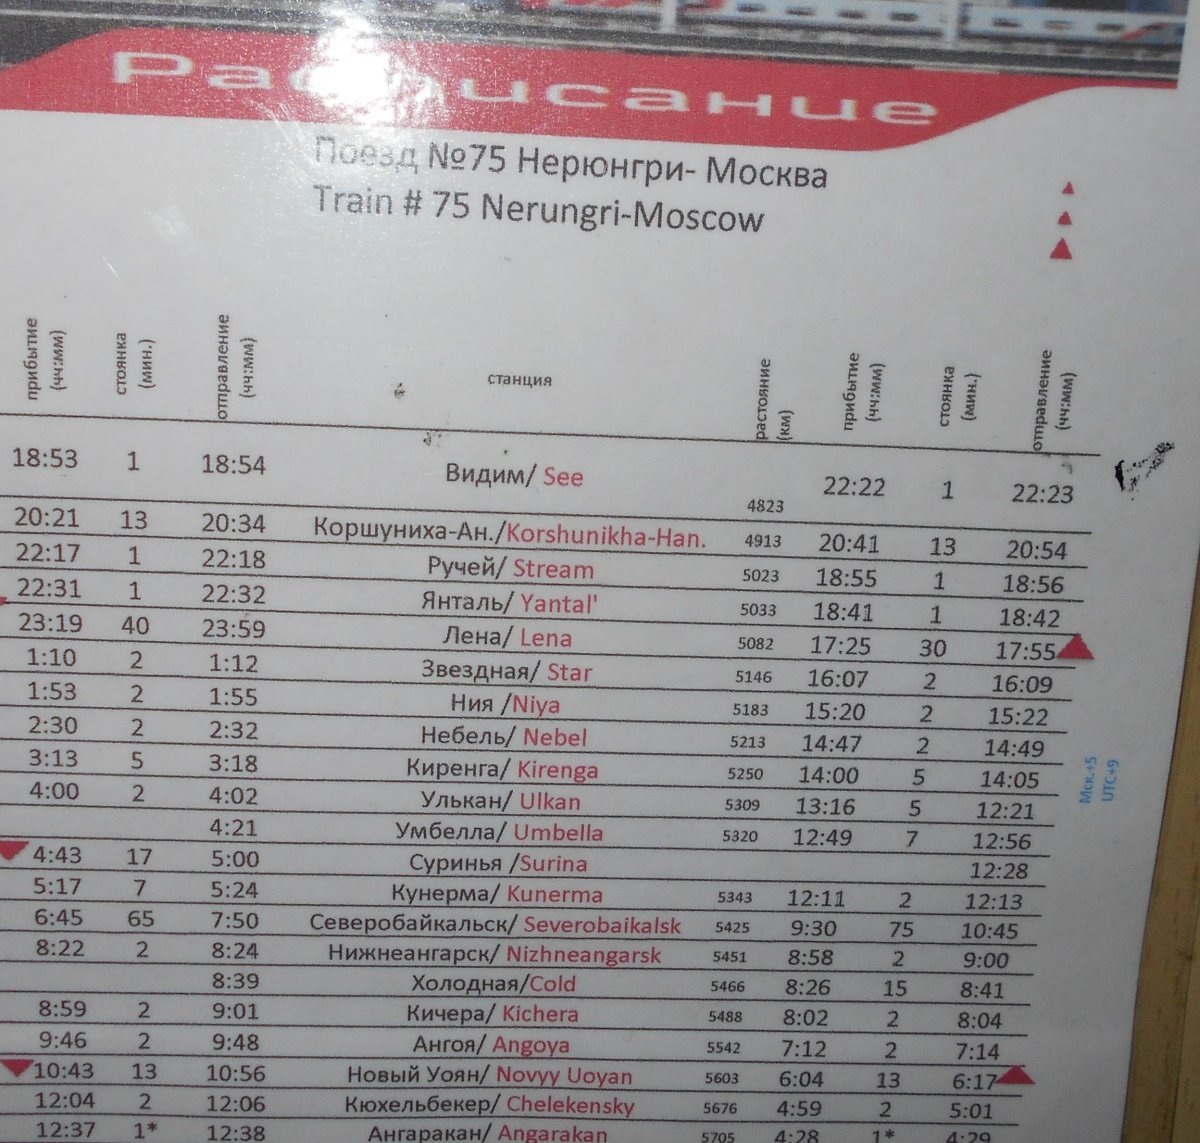 Расписание
Поезд №75 Нерюнгри- Москва
Train # 75 Nerungri-Moscow
прибытие (чч:мм) стоянка (мин.) отправление (чч:мм) станция растояние (км) прибытие (чч:мм) стоянка (мин.) отправление (чч:мм)
18:53 1 18:54 Видим/ See 4823 22:22 1 22:23
20:21 13 20:34 Коршуниха-Ан./Korshunikha-Han. 4913 20:41 13 20:54
22:17 1 22:18 Ручей/ Stream 5023 18:55 1 18:56
22:31 1 22:32 Янталь/ Yantal' 5033 18:41 1 18:42
23:19 40 23:59 Лена/ Lena 5082 17:25 30 17:55
1:10 2 1:12 Звездная/ Star 5146 16:07 2 16:09
1:53 2 1:55 Ния /Niya 5183 15:20 2 15:22
2:30 2 2:32 Небель/ Nebel 5213 14:47 2 14:49
3:13 5 3:18 Киренга/ Kirenga 5250 14:00 5 14:05
4:00 2 4:02 Улькан/ Ulkan 5309 13:16 5 12:21
4:21 Умбелла/ Umbella 5320 12:49 7 12:56
4:43 17 5:00 Суринья /Surina 12:28
5:17 7 5:24 Кунерма/ Kunerma 5343 12:11 2 12:13
6:45 65 7:50 Северобайкальск/ Severobaikalsk 5425 9:30 75 10:45
8:22 2 8:24 Нижнеангарск/ Nizhneangarsk 5451 8:58 2 9:00
8:39 Холодная/Cold 5466 8:26 15 8:41
8:59 2 9:01 Кичера/ Kichera 5488 8:02 2 8:04
9:46 2 9:48 Ангоя/ Angoya 5542 7:12 2 7:14
10:43 13 10:56 Новый Уоян/ Novyy Uoyan 5603 6:04 13 6:17
12:04 2 12:06 Кюхельбекер/ Chelekensky 5676 4:59 2 5:01
12:37 1* 12:38 Ангаракан/ Angarakan 5705 4:28 1* 4:29
Мск.+5
UTC+9